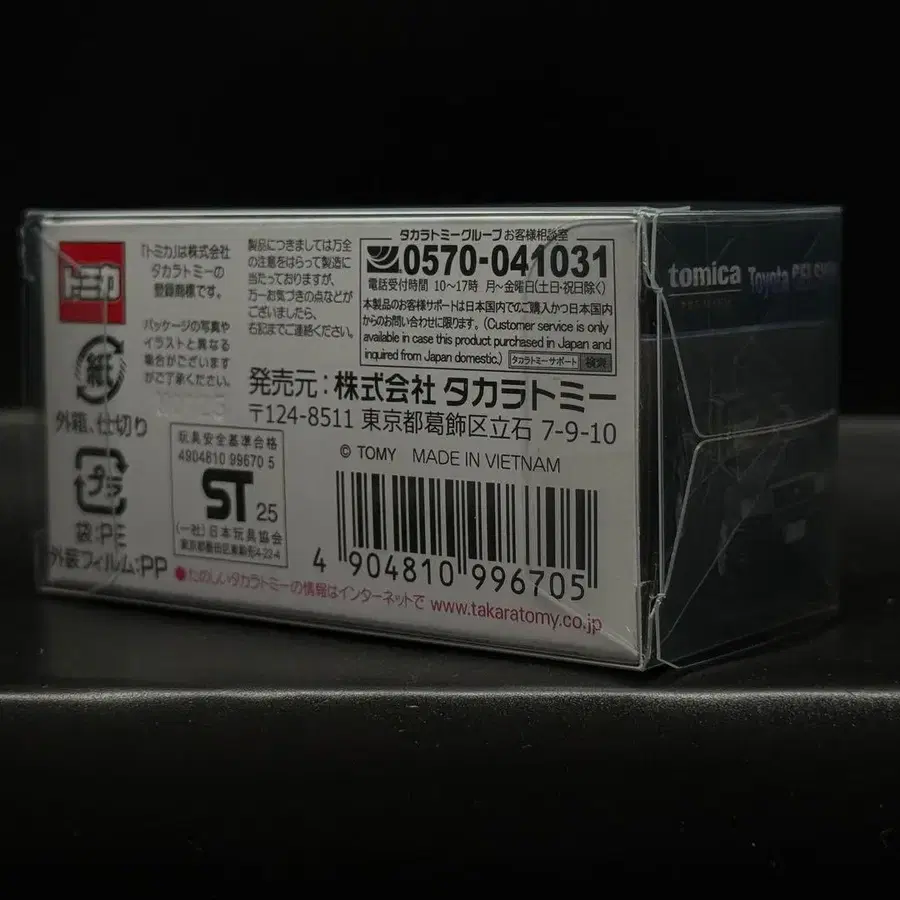 トミカ
「トミカ」は株式会社
タカラトミーの
登録商標です。
パッケージの写真や
イラストと異なる
場合がございます
がご了承ください。
製品につきましては万全
の注意をはらって製造に
当たっておりますが、
万一お気づきの点などが
ございましたら、
右記までご連絡ください。
タカラトミーグループ お客様相談室
0570-041031
電話受付時間 10〜17時 月〜金曜日(土日・祝日除く)
本製品のお客様サポートは日本国内でのご購入かつ日本国内
からのお問い合わせに限ります。(Customer service is only
available in case this product purchased in Japan and
inquired from Japan domestic.) タカラトミーサポート 検索
発売元:株式会社 タカラトミー
〒124-8511 東京都葛飾区立石 7-9-10
© TOMY MADE IN VIETNAM
紙
外箱、仕切り
プラ
袋:PE
外装フィルム:PP
玩具安全基準合格
4904810 99670 5
ST 25
(一社)日本玩具協会
東京都墨田区東駒形4-22-4
4 904810 996705
●たのしいタカラトミーの情報はインターネットで www.takaratomy.co.jp
tomica
Toyota